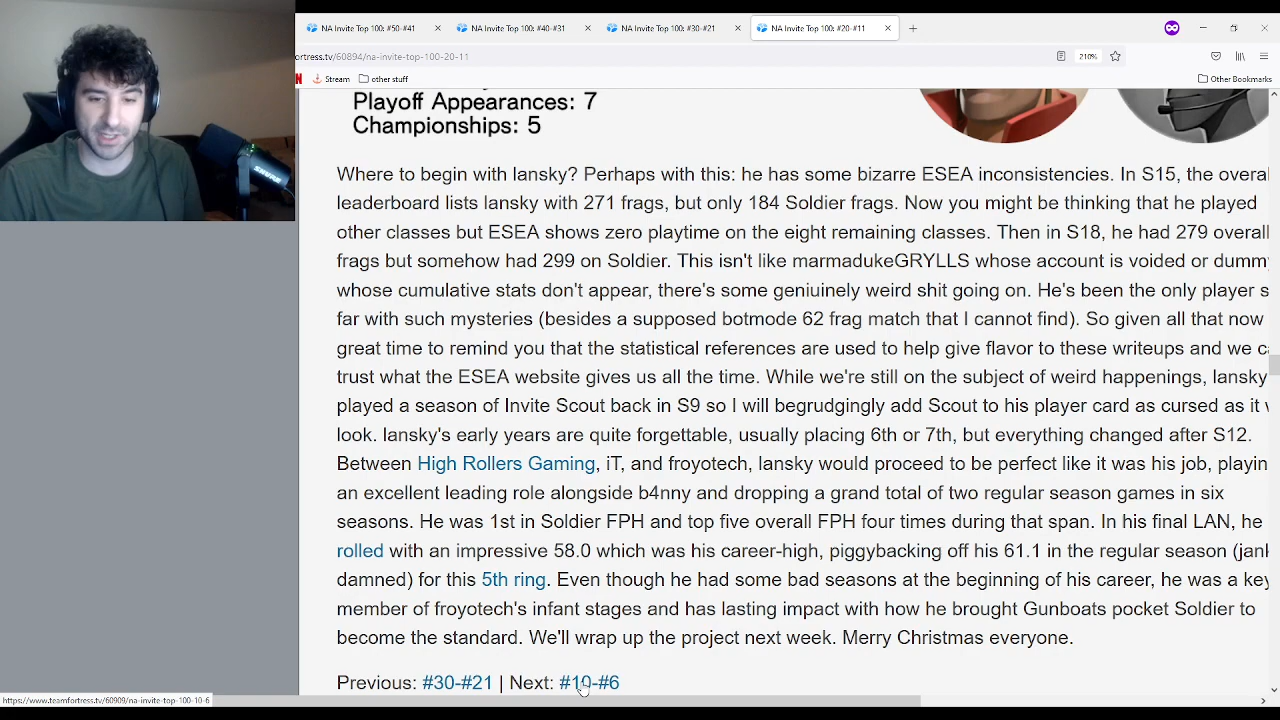 NA Invite Top 100: #50-#41
NA Invite Top 100: #40-#31
NA Invite Top 100: #30-#21
NA Invite Top 100: #20-#11
ortress.tv/60894/na-invite-top-100-20-11
210%
Stream
other stuff
Other Bookmarks
Playoff Appearances: 7
Championships: 5
Where to begin with lansky? Perhaps with this: he has some bizarre ESEA inconsistencies. In S15, the overal
leaderboard lists lansky with 271 frags, but only 184 Soldier frags. Now you might be thinking that he played
other classes but ESEA shows zero playtime on the eight remaining classes. Then in S18, he had 279 overall
frags but somehow had 299 on Soldier. This isn't like marmadukeGRYLLS whose account is voided or dumm
whose cumulative stats don't appear, there's some geniuinely weird shit going on. He's been the only player s
far with such mysteries (besides a supposed botmode 62 frag match that I cannot find). So given all that now
great time to remind you that the statistical references are used to help give flavor to these writeups and we c
trust what the ESEA website gives us all the time. While we're still on the subject of weird happenings, lansky
played a season of Invite Scout back in S9 so I will begrudgingly add Scout to his player card as cursed as it
look. lansky's early years are quite forgettable, usually placing 6th or 7th, but everything changed after S12.
Between High Rollers Gaming, iT, and froyotech, lansky would proceed to be perfect like it was his job, playin
an excellent leading role alongside b4nny and dropping a grand total of two regular season games in six
seasons. He was 1st in Soldier FPH and top five overall FPH four times during that span. In his final LAN, he
rolled with an impressive 58.0 which was his career-high, piggybacking off his 61.1 in the regular season (jank
damned) for this 5th ring. Even though he had some bad seasons at the beginning of his career, he was a key
member of froyotech's infant stages and has lasting impact with how he brought Gunboats pocket Soldier to
become the standard. We'll wrap up the project next week. Merry Christmas everyone.
Previous: #30-#21 | Next: #10-#6
https://www.teamfortress.tv/60909/na-invite-top-100-10-6
SHURE